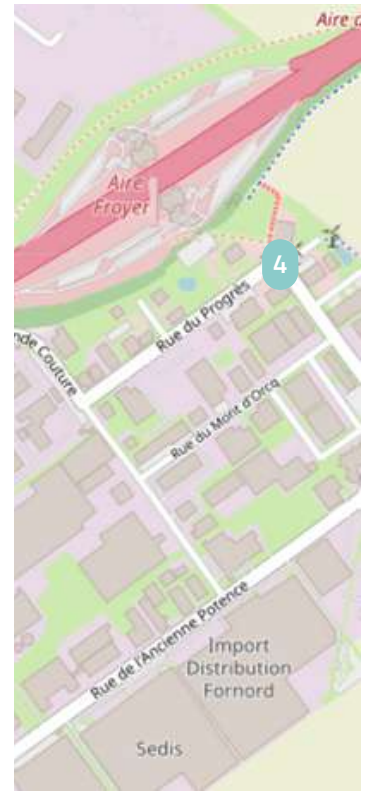 Aire d
Aire
Froyer
4
Rue du Progrès
nde Couture
Rue du Mont d'Orcq
Rue de l'Ancienne Potence
Import
Distribution
Fornord
Sedis